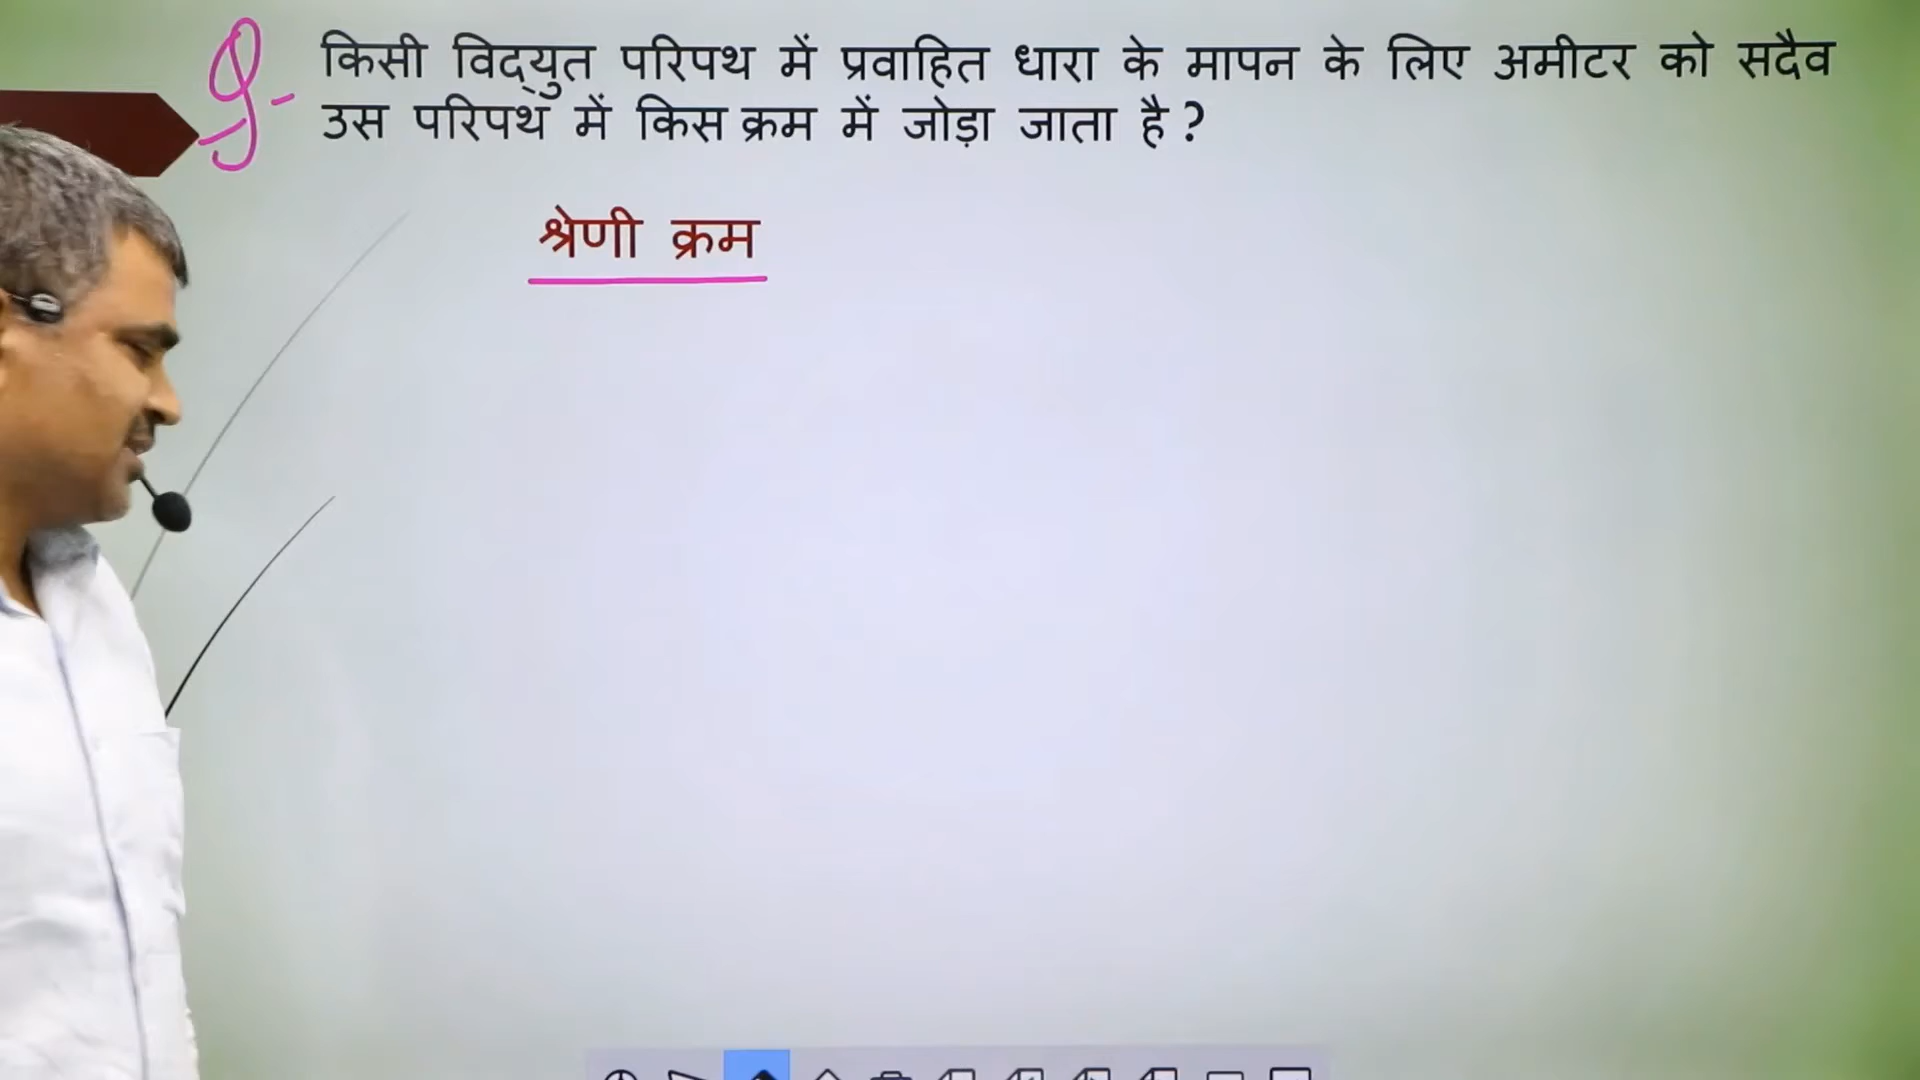 Q-
किसी विद्युत परिपथ में प्रवाहित धारा के मापन के लिए अमीटर को सदैव
उस परिपथ में किस क्रम में जोड़ा जाता है ?
श्रेणी क्रम